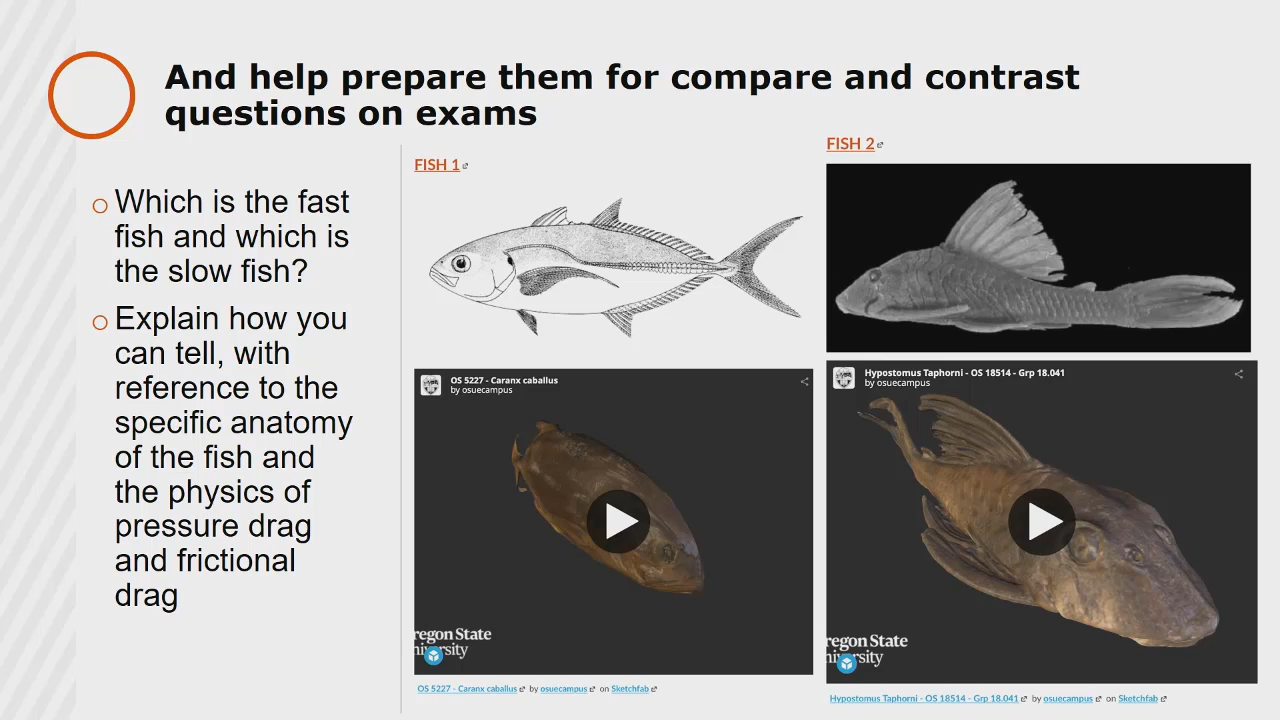 And help prepare them for compare and contrast
questions on exams
Which is the fast
fish and which is
the slow fish?
Explain how you
can tell, with
reference to the
specific anatomy
of the fish and
the physics of
pressure drag
and frictional
drag
FISH 1
OS 5227 - Caranx caballus
by osuecampus
regon State
niversity
OS 5227 - Caranx caballus by osuecampus on Sketchfab
FISH 2
Hypostomus Taphorni - OS 18514 - Grp 18.041
by osuecampus
regon State
niversity
Hypostomus Taphorni - OS 18514 - Grp 18.041 by osuecampus on Sketchfab